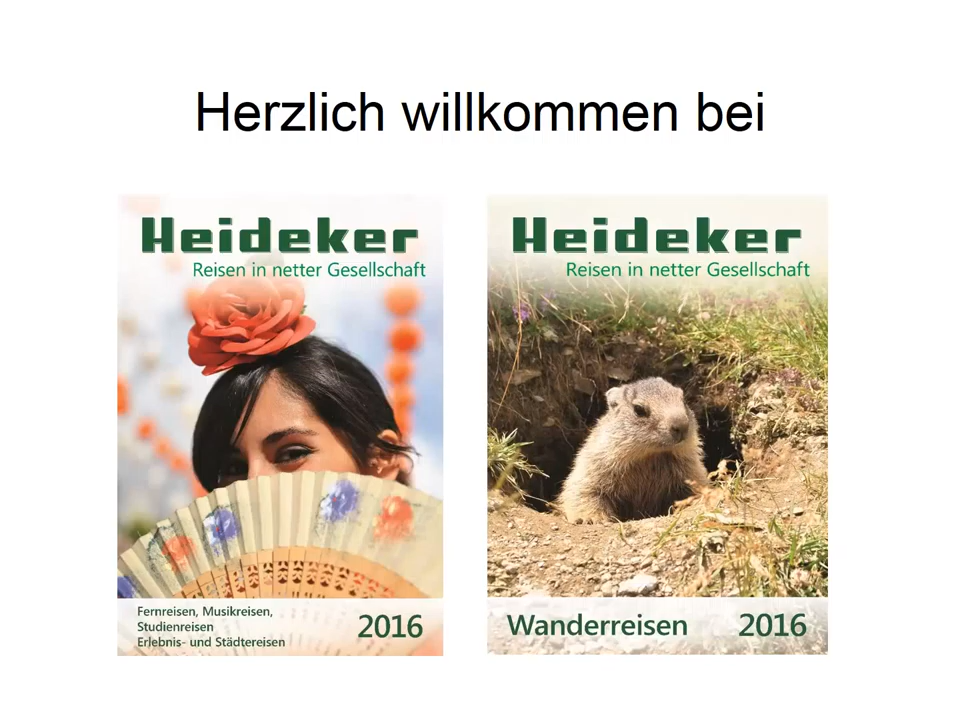 Herzlich willkommen bei
Heideker
Reisen in netter Gesellschaft
Fernreisen, Musikreisen,
Studienreisen
Erlebnis- und Städtereisen
2016
Heideker
Reisen in netter Gesellschaft
Wanderreisen 2016